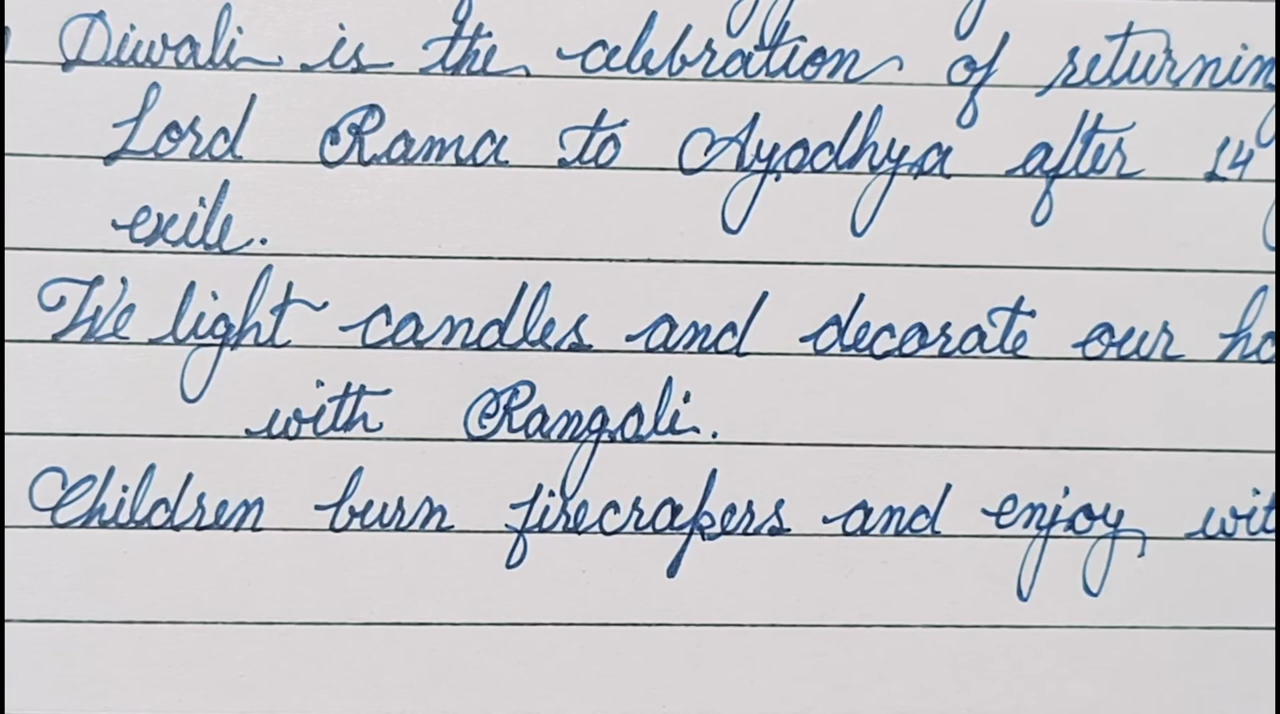 Diwali is the celebration of returning
Lord Rama to Ayodhya after 14
exile.
We light candles and decorate our
with Rangoli.
Children burn firecrapers and enjoy